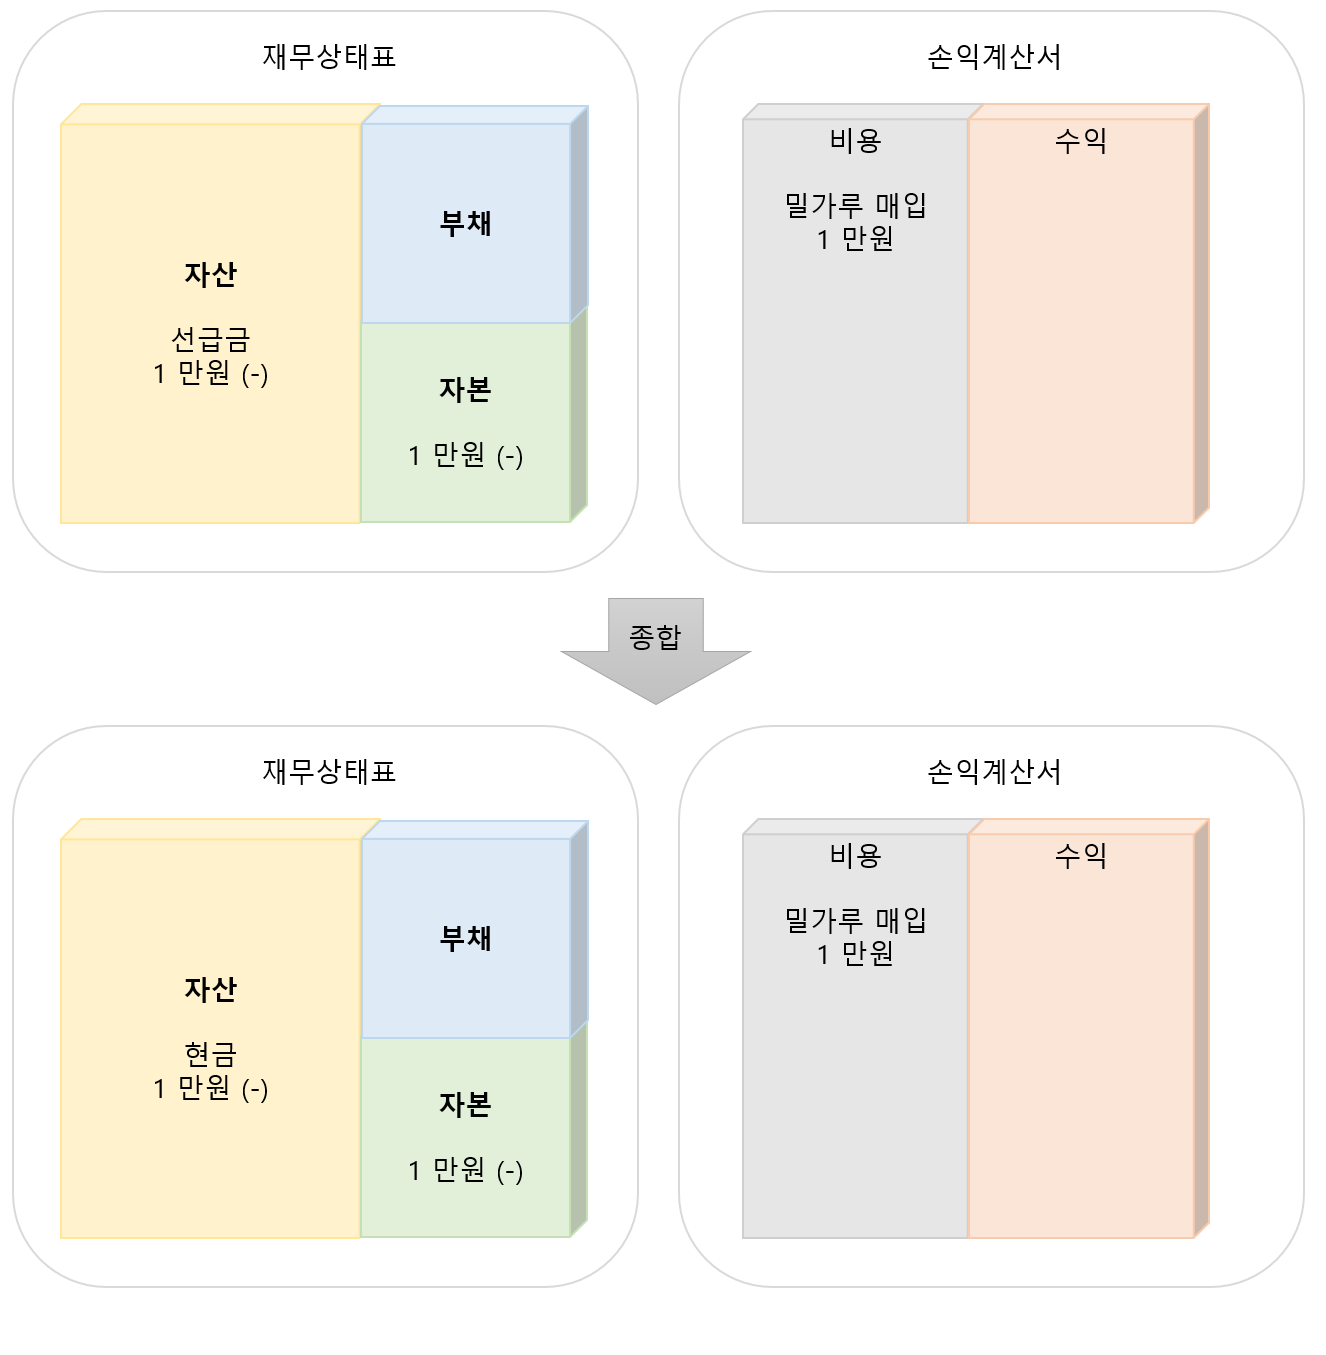 재무상태표
자산
선급금
1 만원 (-)
부채
자본
1 만원 (-)
손익계산서
비용
밀가루 매입
1 만원
수익
종합
재무상태표
자산
현금
1 만원 (-)
부채
자본
1 만원 (-)
손익계산서
비용
밀가루 매입
1 만원
수익